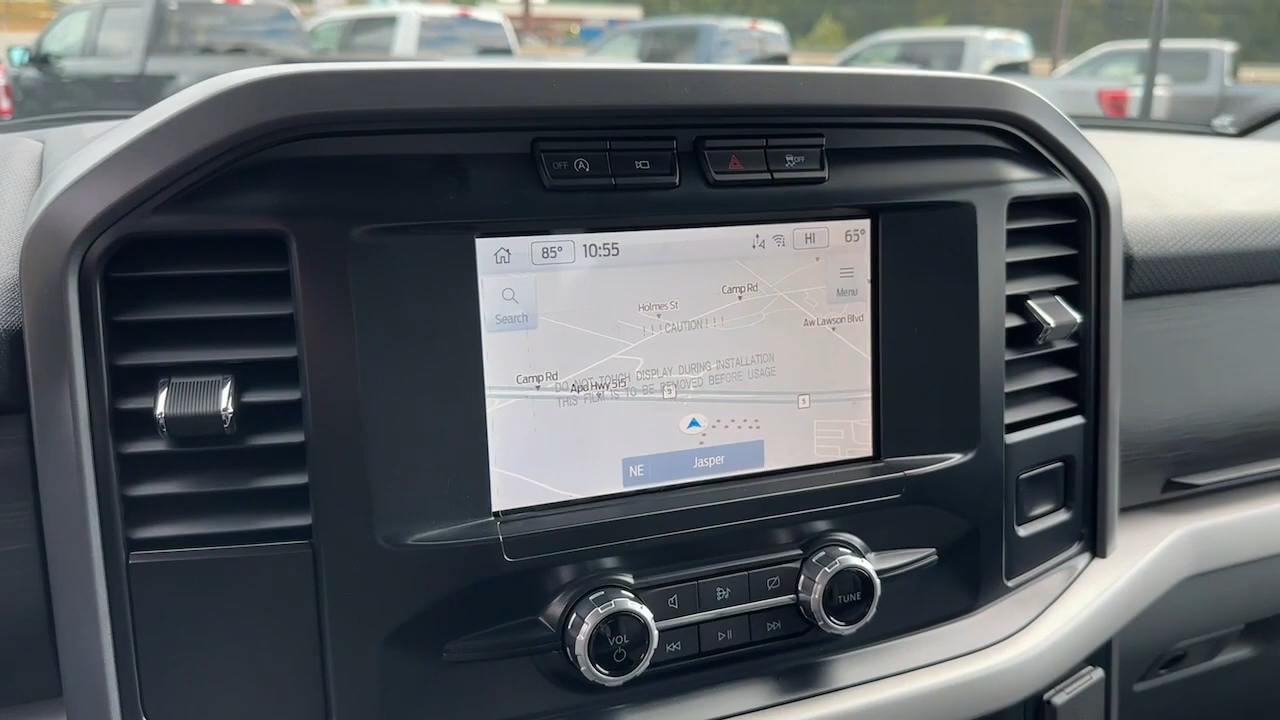 OFF
OFF
85° 10:55 HI 65°
Search
Menu
Camp Rd
Holmes St
! ! ! CAUTION ! ! !
Aw Lawson Blvd
DO NOT TOUCH DISPLAY DURING INSTALLATION
Camp Rd
Apd Hwy 515
THIS FILM IS TO BE REMOVED BEFORE USAGE
5
5
NE Jasper
VOL
TUNE